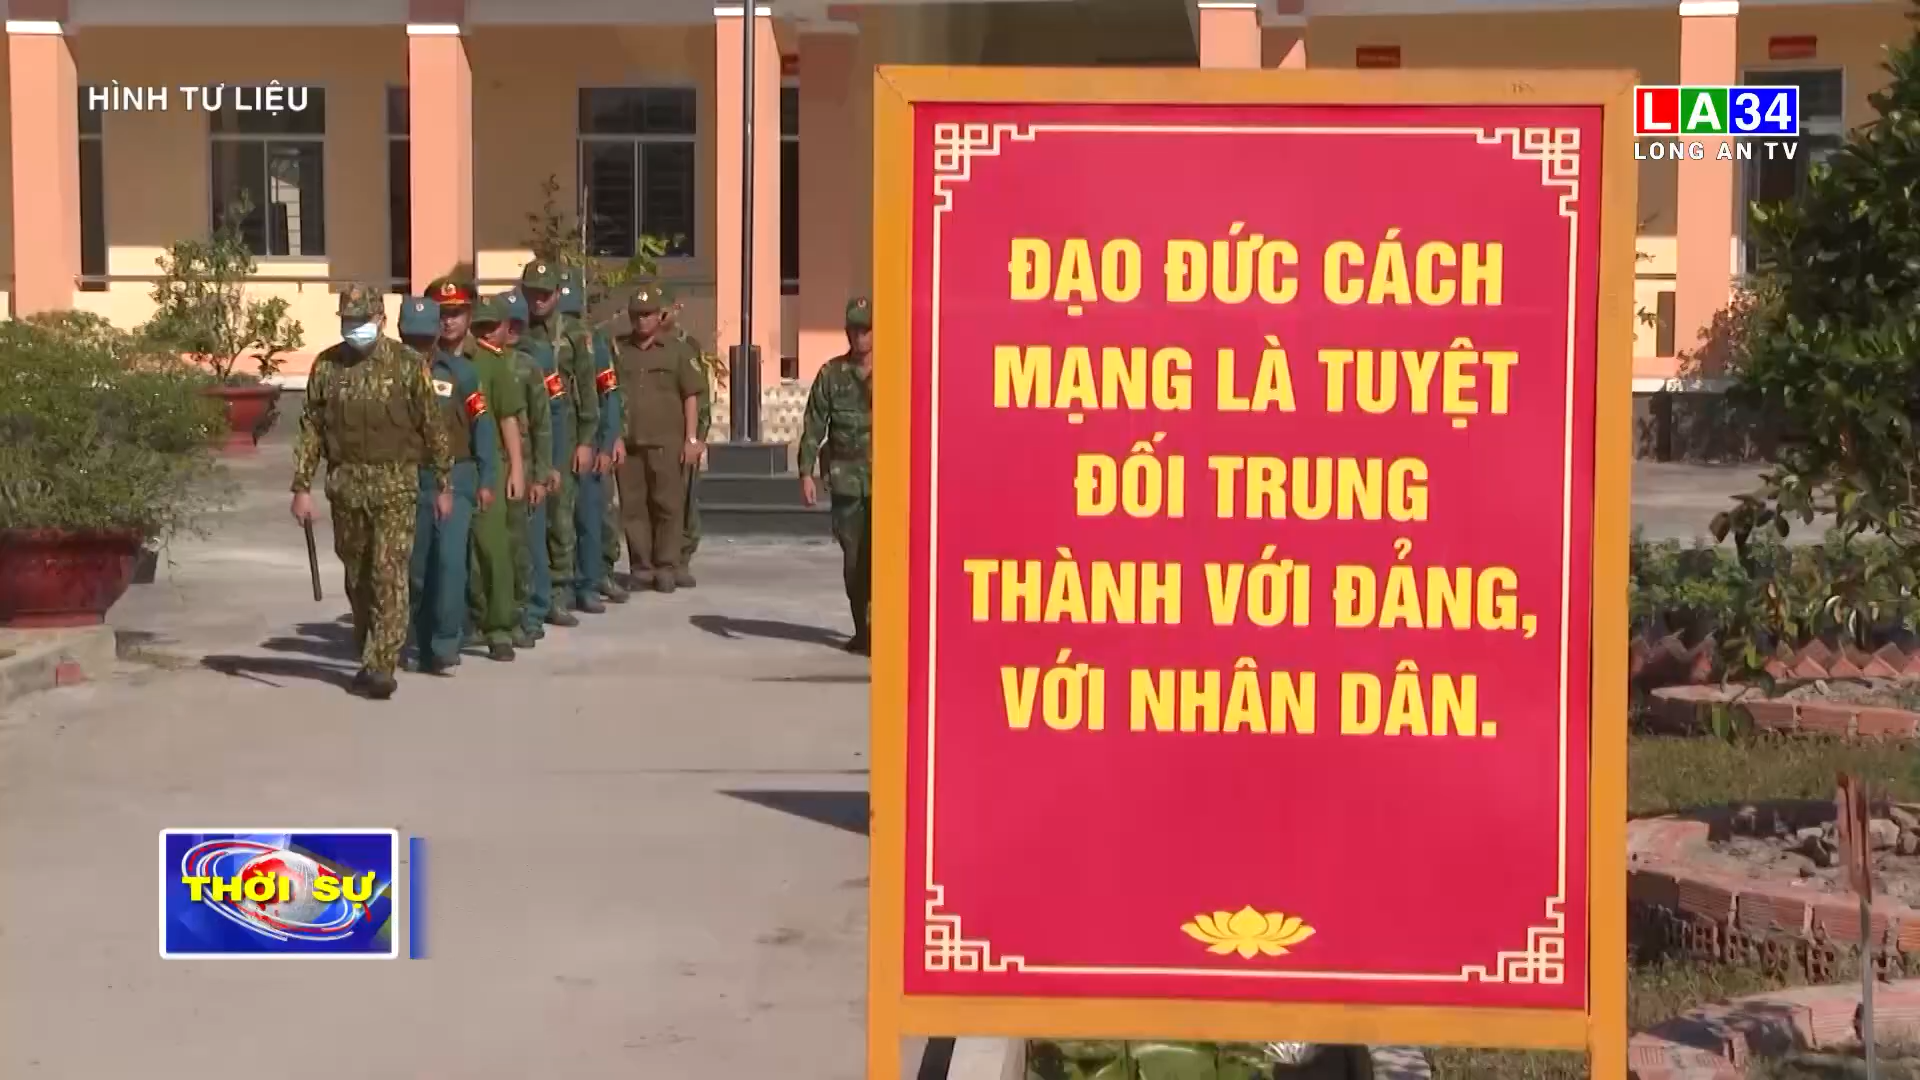 HÌNH TƯ LIỆU
LA34
LONG AN TV
ĐẠO ĐỨC CÁCH
MẠNG LÀ TUYỆT
ĐỐI TRUNG
THÀNH VỚI ĐẢNG,
VỚI NHÂN DÂN.
THỜI SỰ